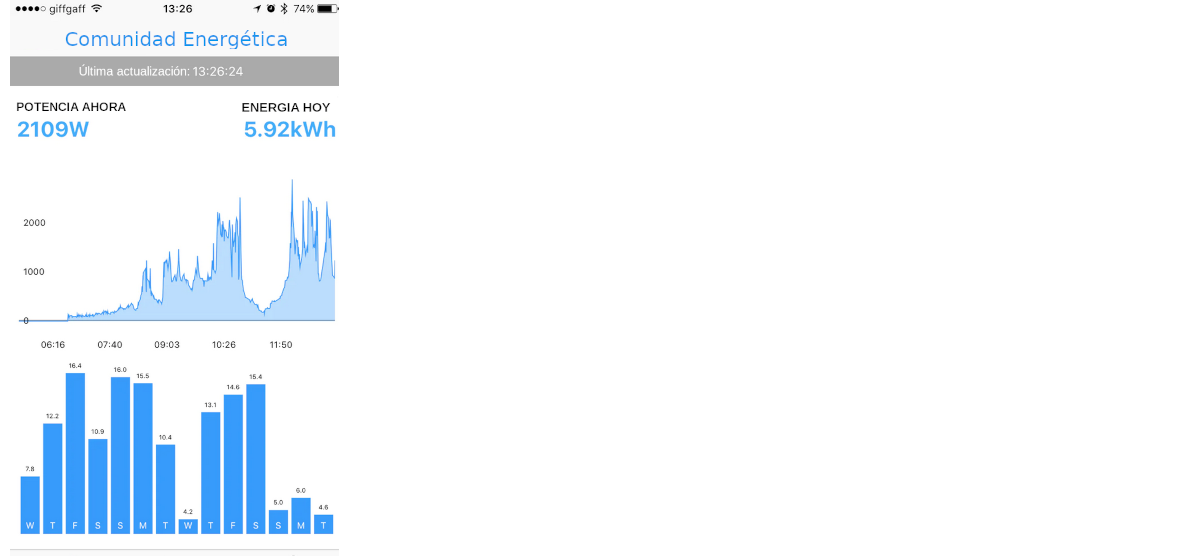 giffgaff 13:26 74%
Comunidad Energética
Última actualización: 13:26:24
POTENCIA AHORA ENERGIA HOY
2109W 5.92kWh
2000
1000
0
06:16 07:40 09:03 10:26 11:50
16.4 16.0 15.5 15.4
14.6
13.1
12.2
10.9 10.4
7.8
6.0
5.0
4.2 4.6
W T F S S M T W T F S S M T